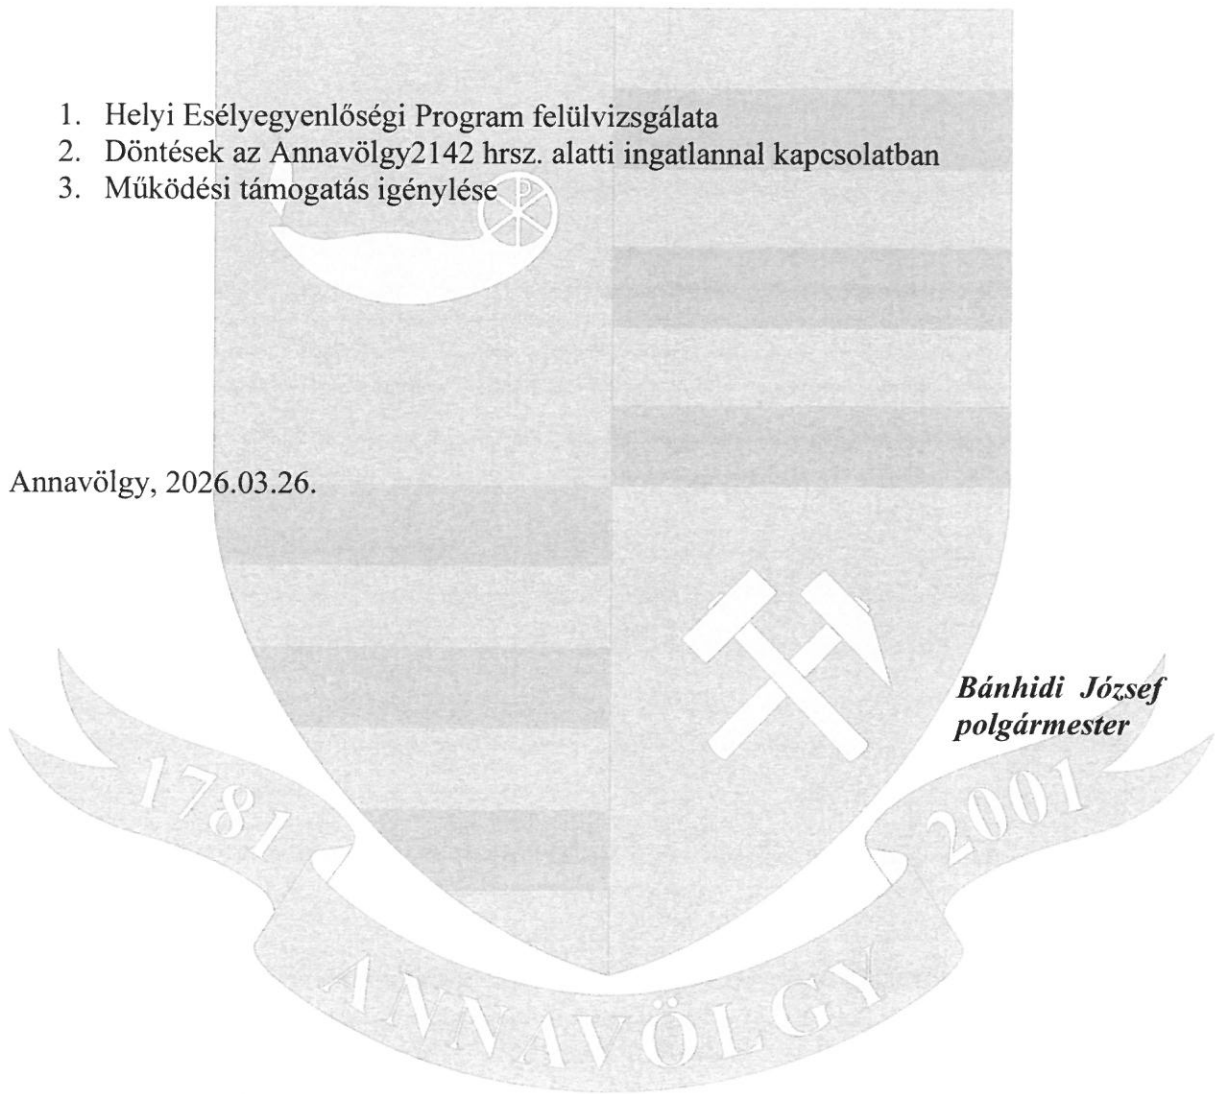 1. Helyi Esélyegyenlőségi Program felülvizsgálata
2. Döntések az Annavölgy2142 hrsz. alatti ingatlannal kapcsolatban
3. Működési támogatás igénylése
Annavölgy, 2026.03.26.
Bánhidi József
polgármester
1781
2001
ANNAVÖLGY